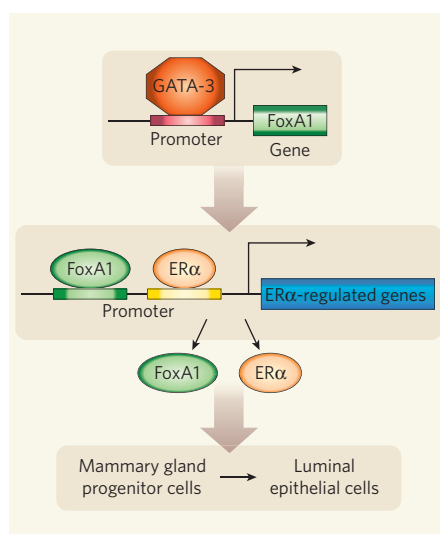 GATA-3
FoxA1
Promoter
Gene
FoxA1
ERα
ERα-regulated genes
Promoter
FoxA1
ERα
Mammary gland
progenitor cells
Luminal
epithelial cells